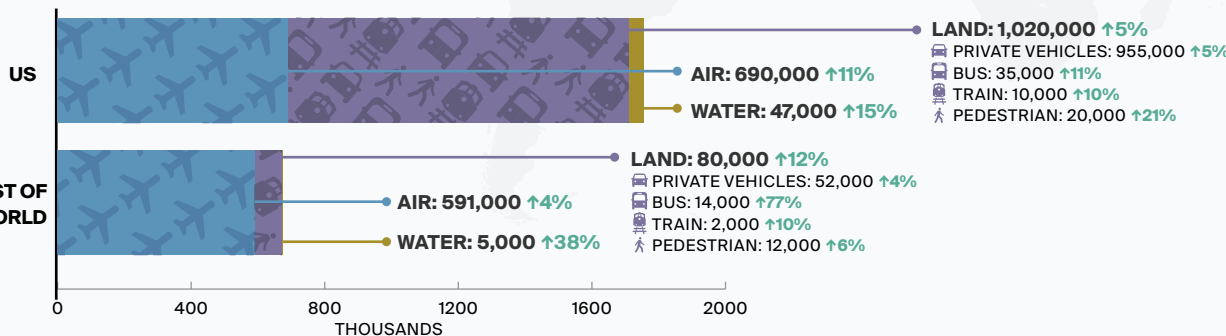 US
LAND: 1,020,000 ↑5%
PRIVATE VEHICLES: 955,000 ↑5%
BUS: 35,000 ↑11%
TRAIN: 10,000 ↑10%
PEDESTRIAN: 20,000 ↑21%
AIR: 690,000 ↑11%
WATER: 47,000 ↑15%
ST OF
ORLD
LAND: 80,000 ↑12%
PRIVATE VEHICLES: 52,000 ↑4%
BUS: 14,000 ↑77%
TRAIN: 2,000 ↑10%
PEDESTRIAN: 12,000 ↑6%
AIR: 591,000 ↑4%
WATER: 5,000 ↑38%
0 400 800 1200 1600 2000
THOUSANDS